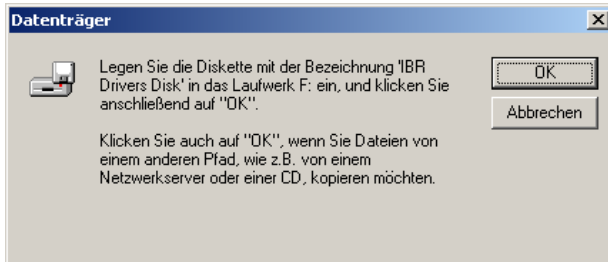 Datenträger
Legen Sie die Diskette mit der Bezeichnung 'IBR
Drivers Disk' in das Laufwerk F: ein, und klicken Sie
anschließend auf "OK".
Klicken Sie auch auf "OK", wenn Sie Dateien von
einem anderen Pfad, wie z.B. von einem
Netzwerkserver oder einer CD, kopieren möchten.
OK
Abbrechen